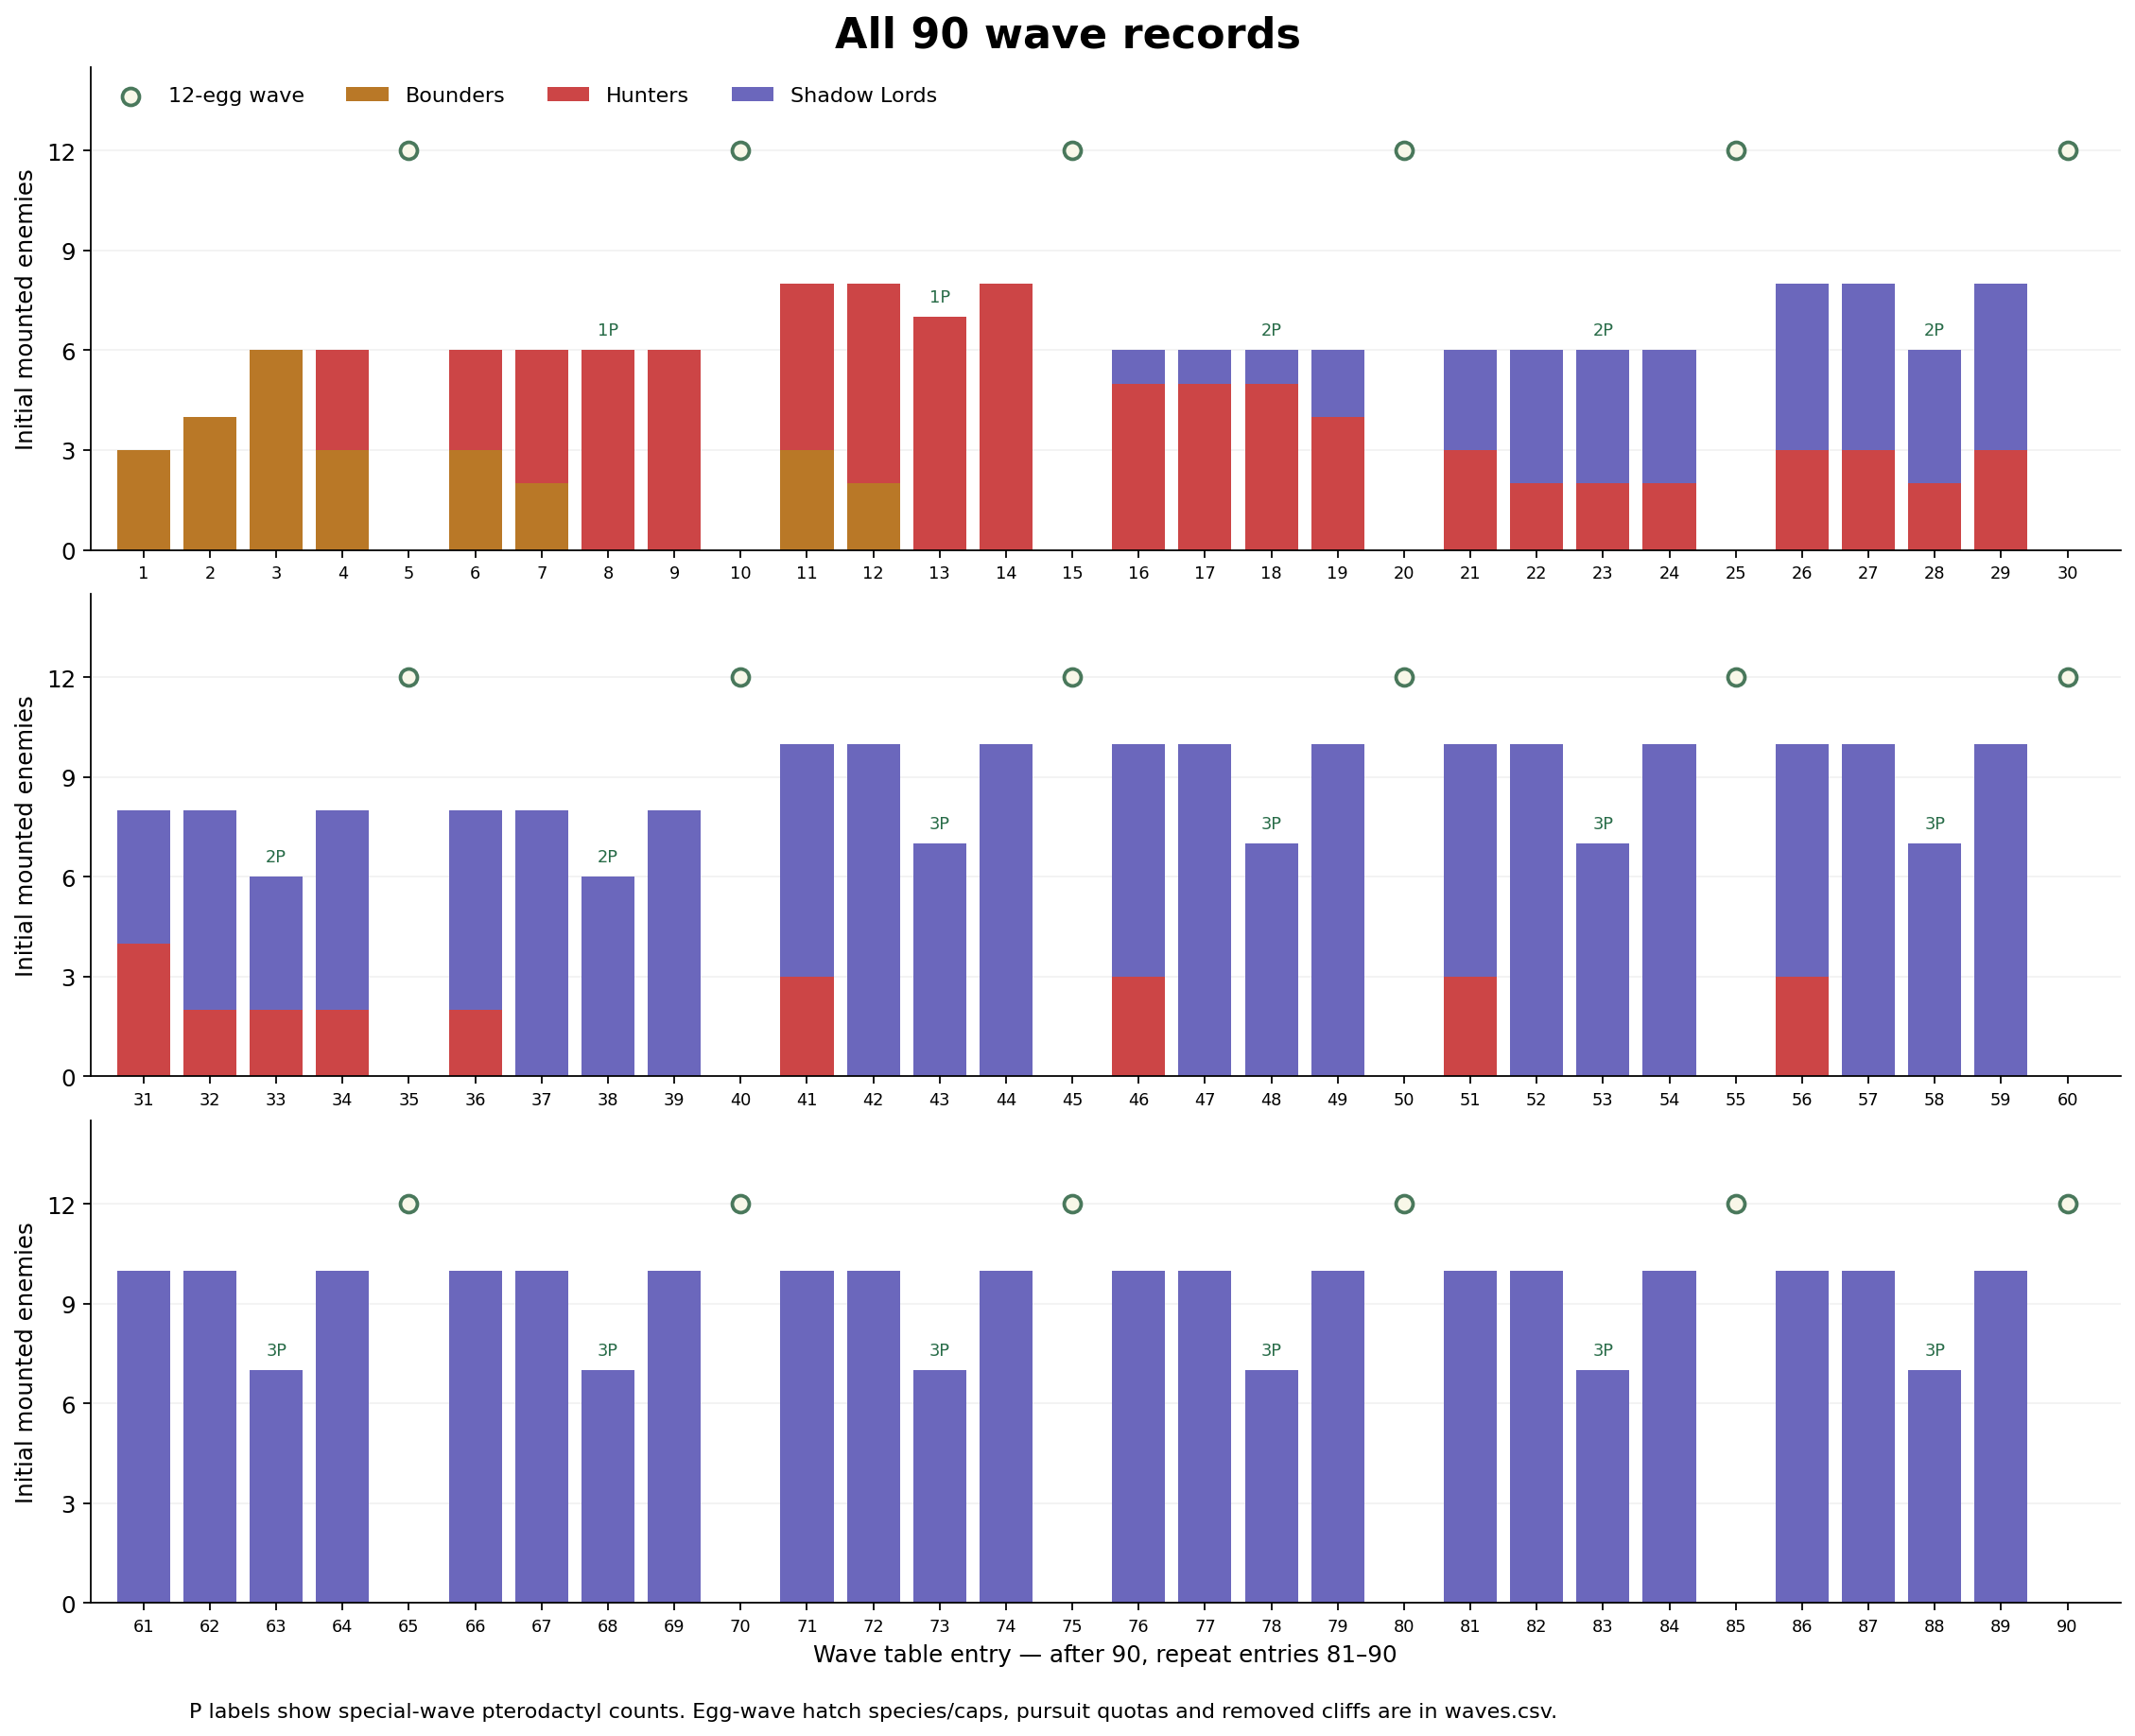 All 90 wave records
12-egg wave Bounders Hunters Shadow Lords
Initial mounted enemies
12
9
6
3
0
1P 1P 2P 2P 2P
1 2 3 4 5 6 7 8 9 10 11 12 13 14 15 16 17 18 19 20 21 22 23 24 25 26 27 28 29 30
Initial mounted enemies
12
9
6
3
0
2P 2P 3P 3P 3P 3P
31 32 33 34 35 36 37 38 39 40 41 42 43 44 45 46 47 48 49 50 51 52 53 54 55 56 57 58 59 60
Initial mounted enemies
12
9
6
3
0
3P 3P 3P 3P 3P 3P
61 62 63 64 65 66 67 68 69 70 71 72 73 74 75 76 77 78 79 80 81 82 83 84 85 86 87 88 89 90
Wave table entry — after 90, repeat entries 81–90
P labels show special-wave pterodactyl counts. Egg-wave hatch species/caps, pursuit quotas and removed cliffs are in waves.csv.